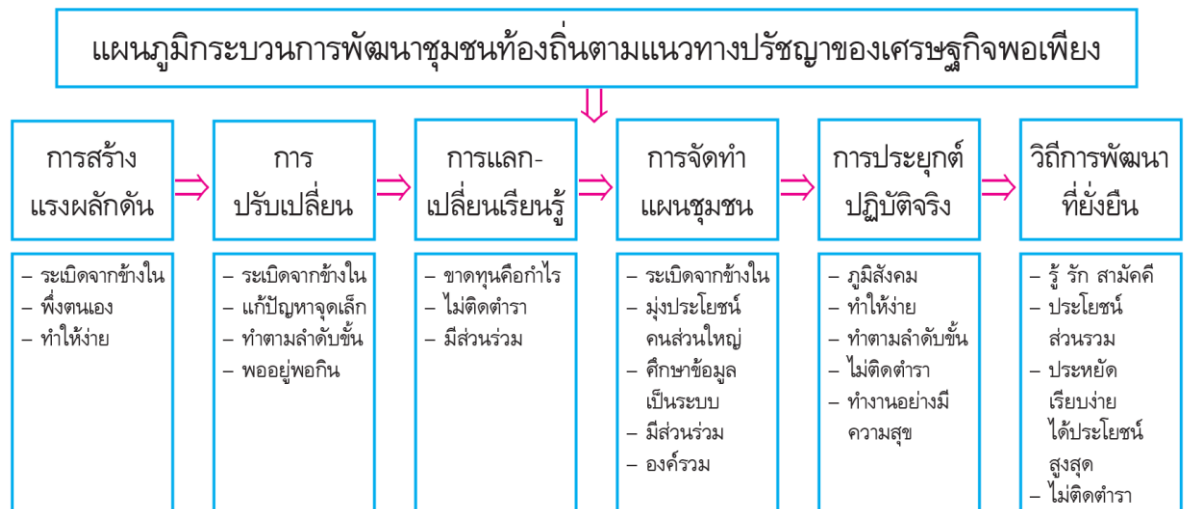 แผนภูมิกระบวนการพัฒนาชุมชนท้องถิ่นตามแนวทางปรัชญาของเศรษฐกิจพอเพียง
การสร้าง
แรงผลักดัน
การ
ปรับเปลี่ยน
การแลก-
เปลี่ยนเรียนรู้
การจัดทำ
แผนชุมชน
การประยุกต์
ปฏิบัติจริง
วิถีการพัฒนา
ที่ยั่งยืน
– ระเบิดจากข้างใน
– พึ่งตนเอง
– ทำให้ง่าย
– ระเบิดจากข้างใน
– แก้ปัญหาจุดเล็ก
– ทำตามลำดับขั้น
– พออยู่พอกิน
– ขาดทุนคือกำไร
– ไม่ติดตำรา
– มีส่วนร่วม
– ระเบิดจากข้างใน
– มุ่งประโยชน์
คนส่วนใหญ่
– ศึกษาข้อมูล
เป็นระบบ
– มีส่วนร่วม
– องค์รวม
– ภูมิสังคม
– ทำให้ง่าย
– ทำตามลำดับขั้น
– ไม่ติดตำรา
– ทำงานอย่างมี
ความสุข
– รู้ รัก สามัคคี
– ประโยชน์
ส่วนรวม
– ประหยัด
เรียบง่าย
ได้ประโยชน์
สูงสุด
– ไม่ติดตำรา